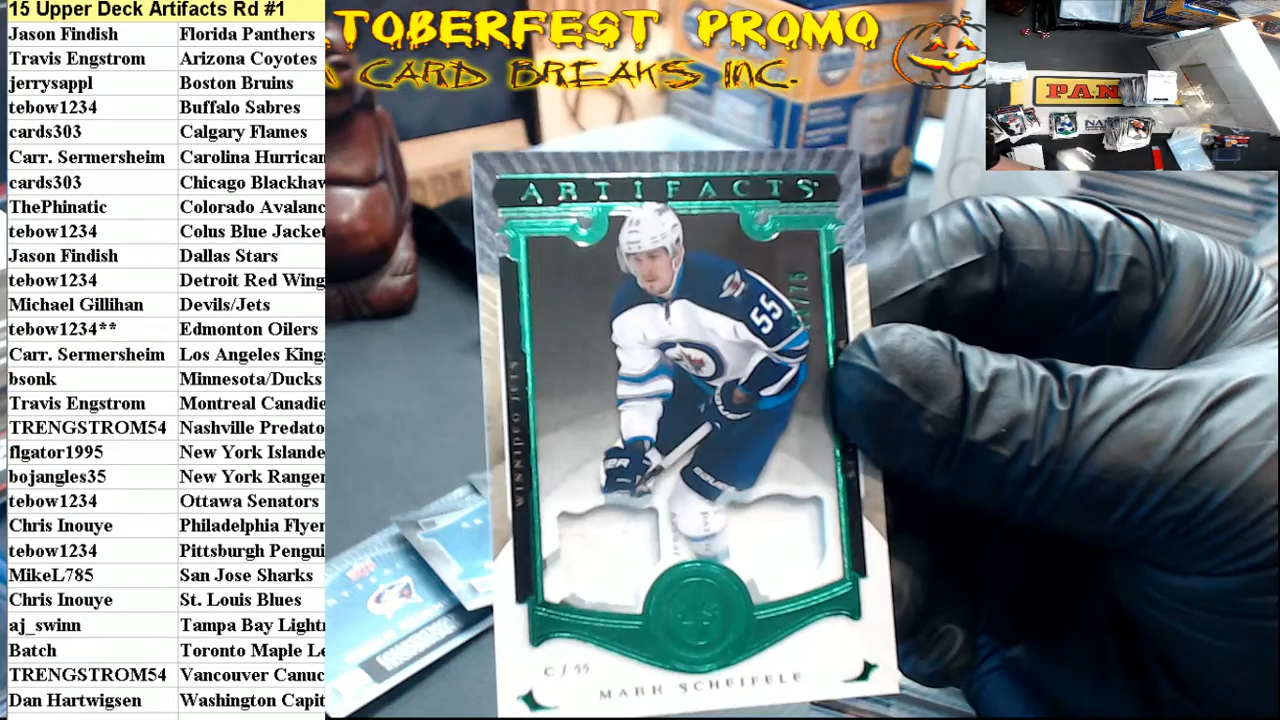 15 Upper Deck Artifacts Rd #1
Jason Findish Florida Panthers
Travis Engstrom Arizona Coyotes
jerrysappl Boston Bruins
tebow1234 Buffalo Sabres
cards303 Calgary Flames
Carr. Sermersheim Carolina Hurrican
cards303 Chicago Blackhav
ThePhinatic Colorado Avalanc
tebow1234 Colus Blue Jacket
Jason Findish Dallas Stars
tebow1234 Detroit Red Wing
Michael Gillihan Devils/Jets
tebow1234** Edmonton Oilers
Carr. Sermersheim Los Angeles Kings
bsonk Minnesota/Ducks
Travis Engstrom Montreal Canadie
TRENGSTROM54 Nashville Predato
flgator1995 New York Islande
bojangles35 New York Ranger
tebow1234 Ottawa Senators
Chris Inouye Philadelphia Flyer
tebow1234 Pittsburgh Pengui
MikeL785 San Jose Sharks
Chris Inouye St. Louis Blues
aj_swinn Tampa Bay Lightr
Batch Toronto Maple Le
TRENGSTROM54 Vancouver Canuc
Dan Hartwigsen Washington Capit
TOBERFEST PROMO
CARD BREAKS INC.
PAN
ARTIFACTS
55
WINNIPEG JETS
C / 55
MARK SCHEIFELE